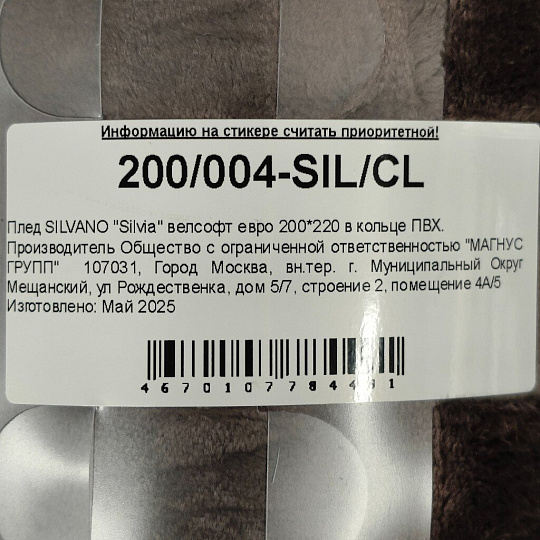 Информацию на стикере считать приоритетной!
200/004-SIL/CL
Плед SILVANO "Silvia" велсофт евро 200*220 в кольце ПВХ.
Производитель Общество с ограниченной ответственностью "МАГНУС
ГРУПП" 107031, Город Москва, вн.тер. г. Муниципальный Округ
Мещанский, ул Рождественка, дом 5/7, строение 2, помещение 4А/5
Изготовлено: Май 2025
4670107784431